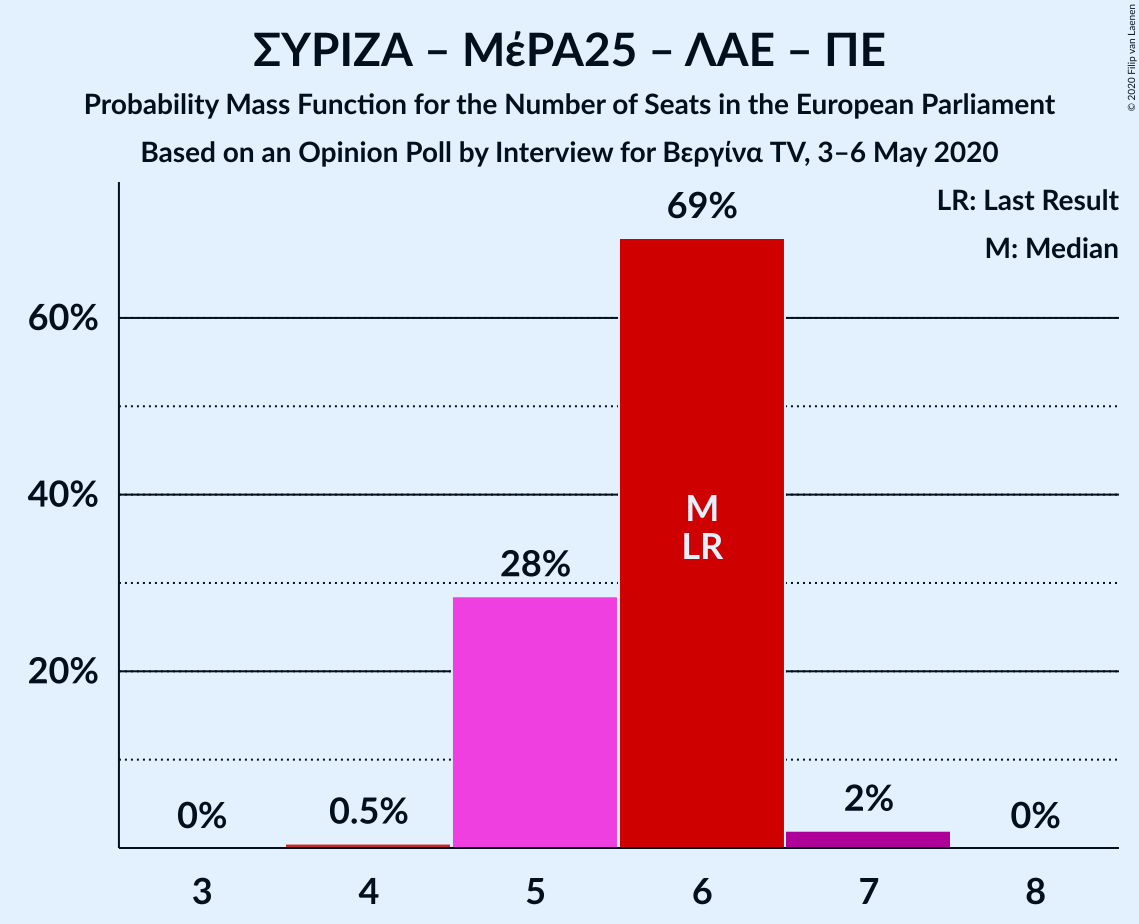 ΣΥΡΙΖΑ – ΜέΡΑ25 – ΛΑΕ – ΠΕ
Probability Mass Function for the Number of Seats in the European Parliament
Based on an Opinion Poll by Interview for Βεργίνα TV, 3–6 May 2020
© 2020 Filip van Laenen
LR: Last Result
M: Median
69%
60%
40%
M
LR
28%
20%
0%
0.5%
2%
0%
3
4
5
6
7
8